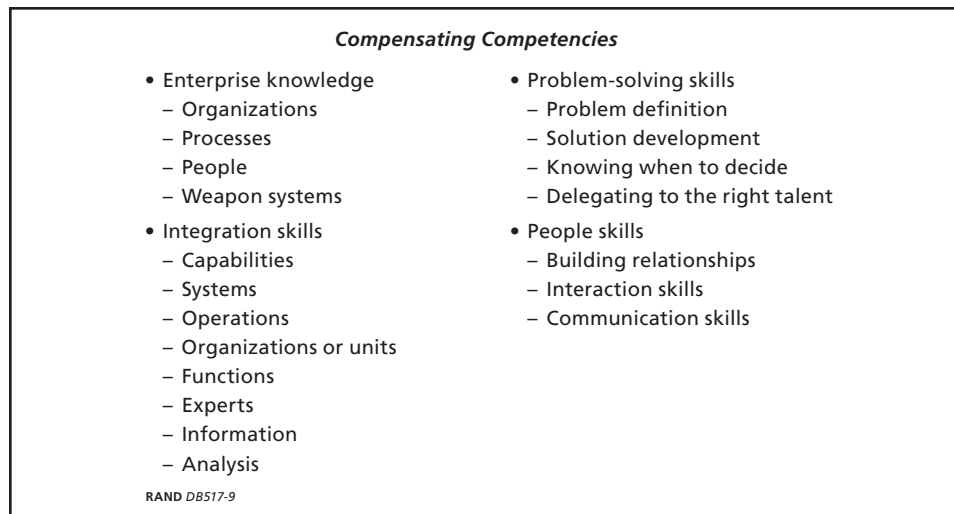 Compensating Competencies
• Enterprise knowledge
– Organizations
– Processes
– People
– Weapon systems
• Integration skills
– Capabilities
– Systems
– Operations
– Organizations or units
– Functions
– Experts
– Information
– Analysis
• Problem-solving skills
– Problem definition
– Solution development
– Knowing when to decide
– Delegating to the right talent
• People skills
– Building relationships
– Interaction skills
– Communication skills
RAND DB517-9